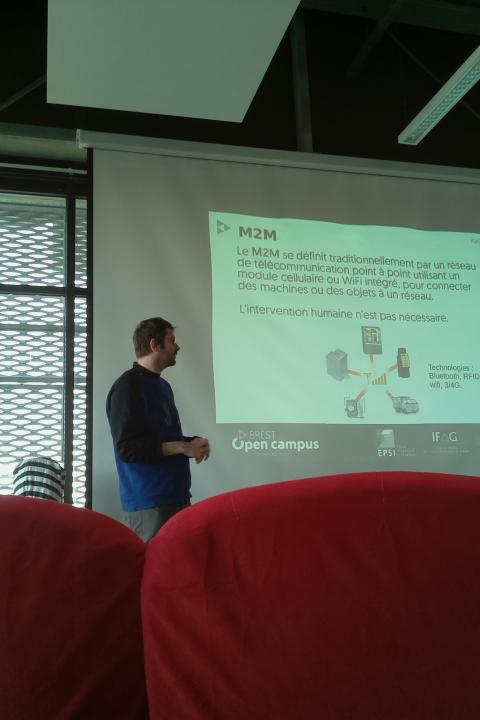 M2M
Le M2M se définit traditionnellement par un réseau
de télécommunication point à point utilisant un
module cellulaire ou WiFi intégré, pour connecter
des machines ou des objets à un réseau.
L'intervention humaine n'est pas nécessaire.
Technologies :
Bluetooth, RFID
wifi, 3/4G.
BREST
Open campus
EPSI
IFAG